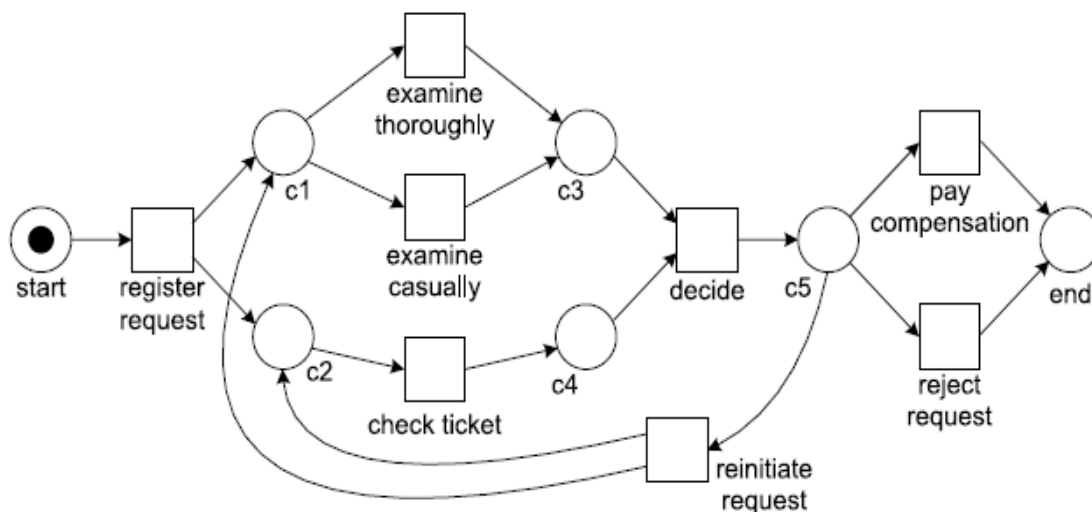 examine
thoroughly
c1
c3
pay
compensation
start
register
request
examine
casually
decide
c5
end
c2
c4
check ticket
reject
request
reinitiate
request